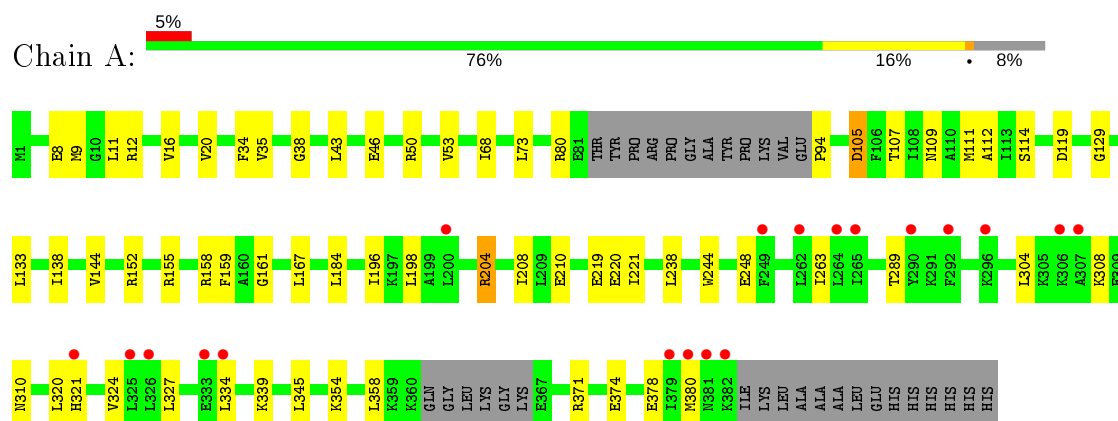 5%
Chain A:
76% 16% • 8%
M1 E8 M9 G10 L11 R12 V16 V20 F34 V35 G38 L43 E46 R50 V53 I68 L73 R80 E81 THR TYR PRO ARG PRO GLY ALA TYR PRO LYS VAL GLU P94 D105 F106 T107 I108 N109 A110 M111 A112 I113 S114 D119 G129
L133 I138 V144 R152 R155 R158 F159 A160 G161 L167 L184 I196 K197 L198 A199 L200 R204 I208 L209 E210 E219 E220 I221 L238 W244 E248 F249 L262 I263 L264 I265 T289 Y290 K291 F292 K296 L304 K305 K306 A307 K308
N310 L320 H321 V324 L325 L326 L327 E333 L334 K339 L345 K354 L358 K359 K360 GLN GLY LEU LYS GLY LYS E367 R371 E374 E378 I379 M380 N381 K382 ILE LYS LEU ALA ALA ALA LEU GLU HIS HIS HIS HIS HIS HIS